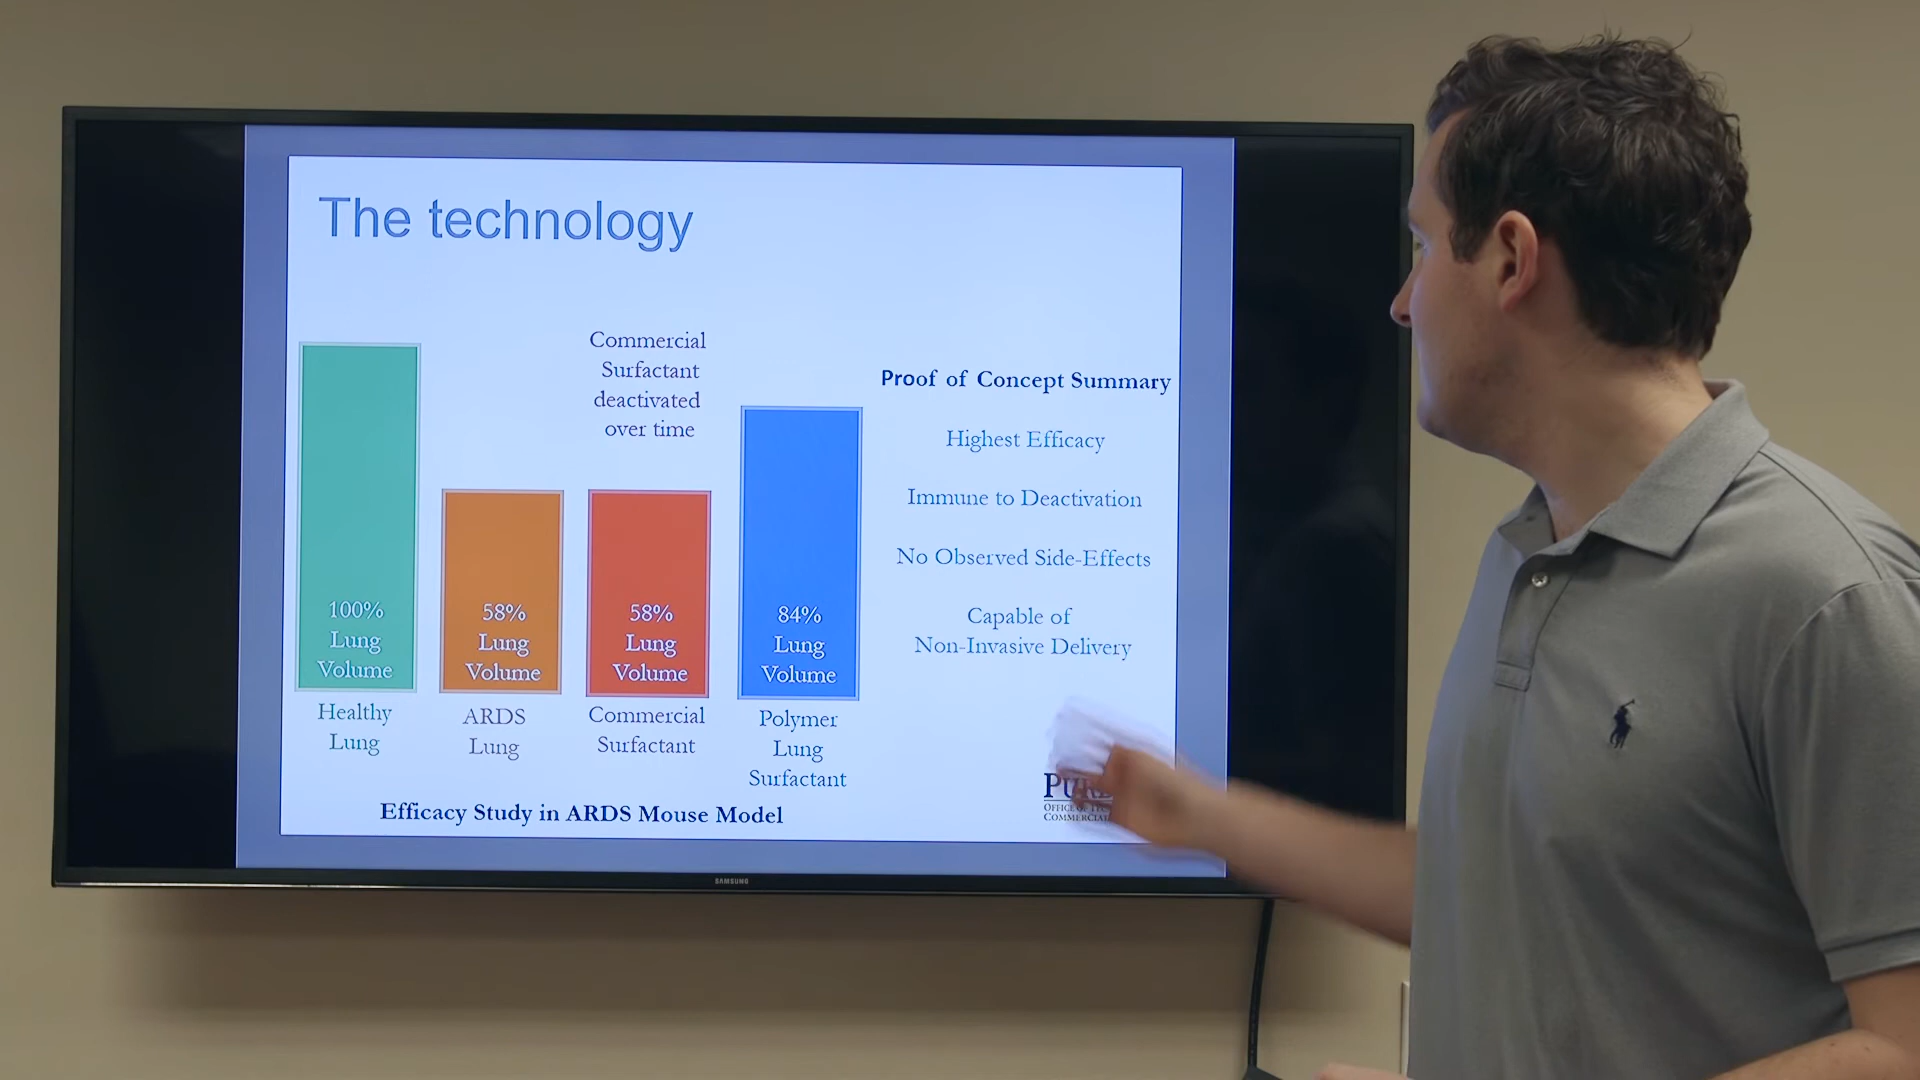 The technology
Commercial
Surfactant
deactivated
over time
100%
Lung
Volume
58%
Lung
Volume
58%
Lung
Volume
84%
Lung
Volume
Healthy
Lung
ARDS
Lung
Commercial
Surfactant
Polymer
Lung
Surfactant
Efficacy Study in ARDS Mouse Model
Proof of Concept Summary
Highest Efficacy
Immune to Deactivation
No Observed Side-Effects
Capable of
Non-Invasive Delivery
OFFICE
SAMSUNG